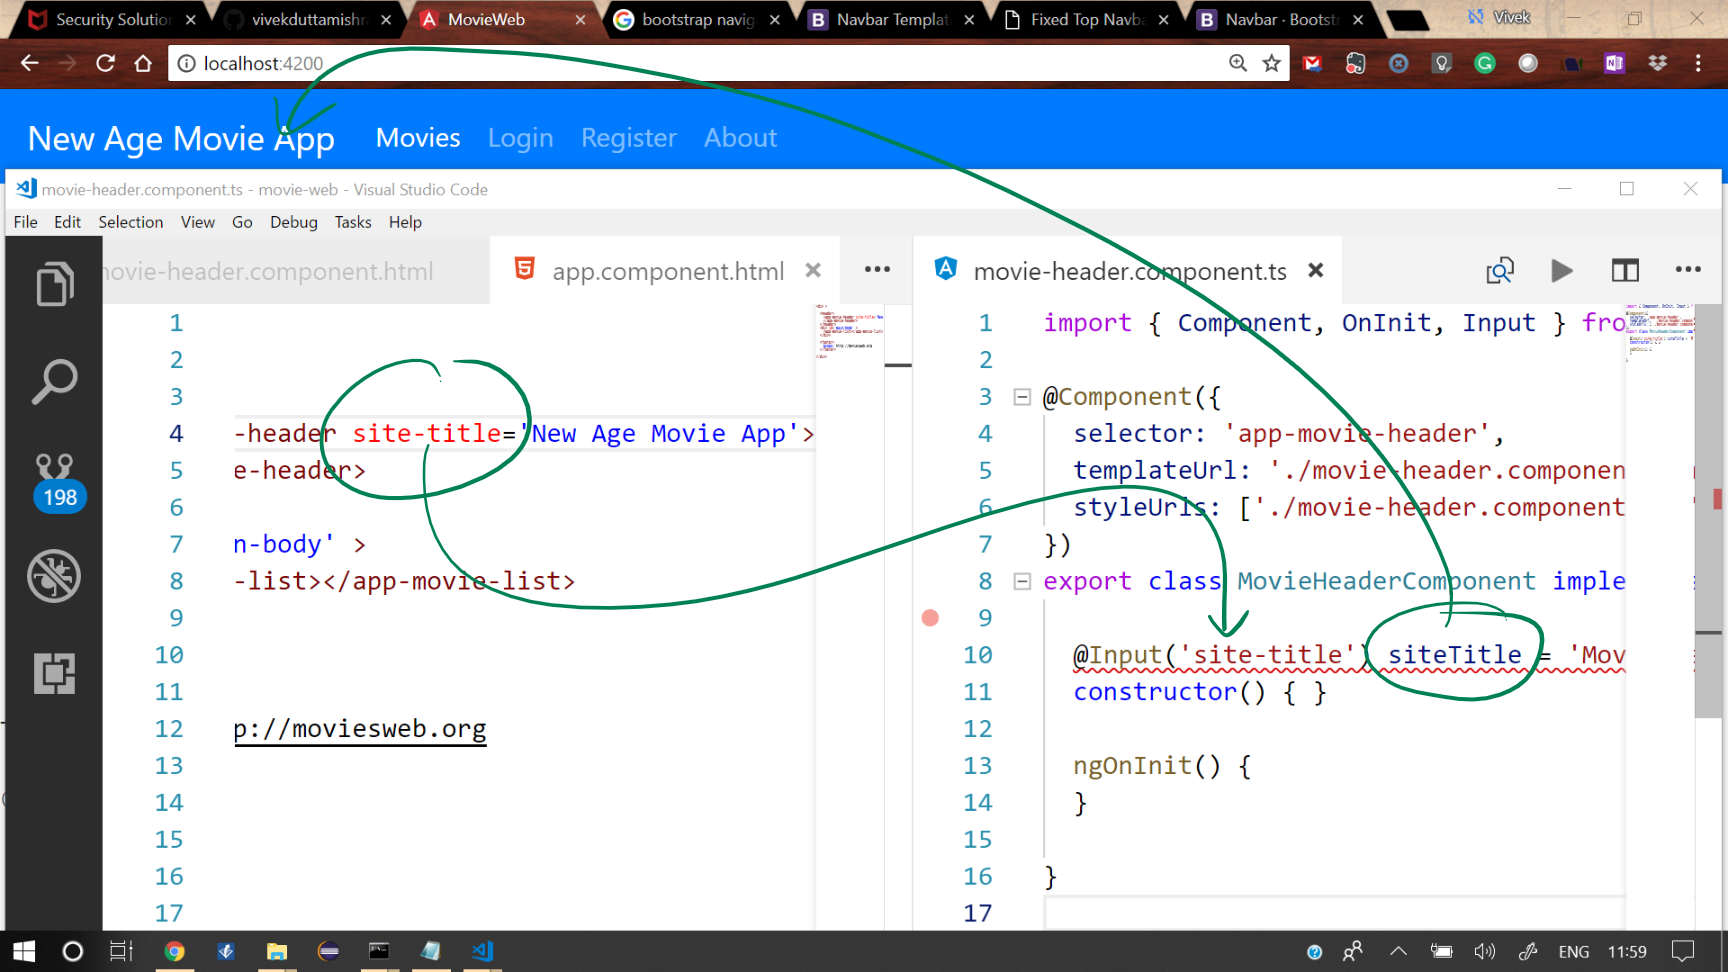 Security Solution
vivekduttamishra
MovieWeb
bootstrap navig
Navbar Templat
Fixed Top Navba
Navbar · Bootstr
Vivek
localhost:4200
New Age Movie App
Movies
Login
Register
About
movie-header.component.ts - movie-web - Visual Studio Code
File Edit Selection View Go Debug Tasks Help
ovie-header.component.html
app.component.html
movie-header.component.ts
1
2
3
4 -header site-title='New Age Movie App'>
5 e-header>
6
7 n-body' >
8 -list></app-movie-list>
9
10
11
12 p://moviesweb.org
13
14
15
16
17
1 import { Component, OnInit, Input } fro
2
3 @Component({
4 selector: 'app-movie-header',
5 templateUrl: './movie-header.componen
6 styleUrls: ['./movie-header.component
7 })
8 export class MovieHeaderComponent imple
9
10 @Input('site-title') siteTitle = 'Mov
11 constructor() { }
12
13 ngOnInit() {
14 }
15
16 }
17
198
ENG
11:59